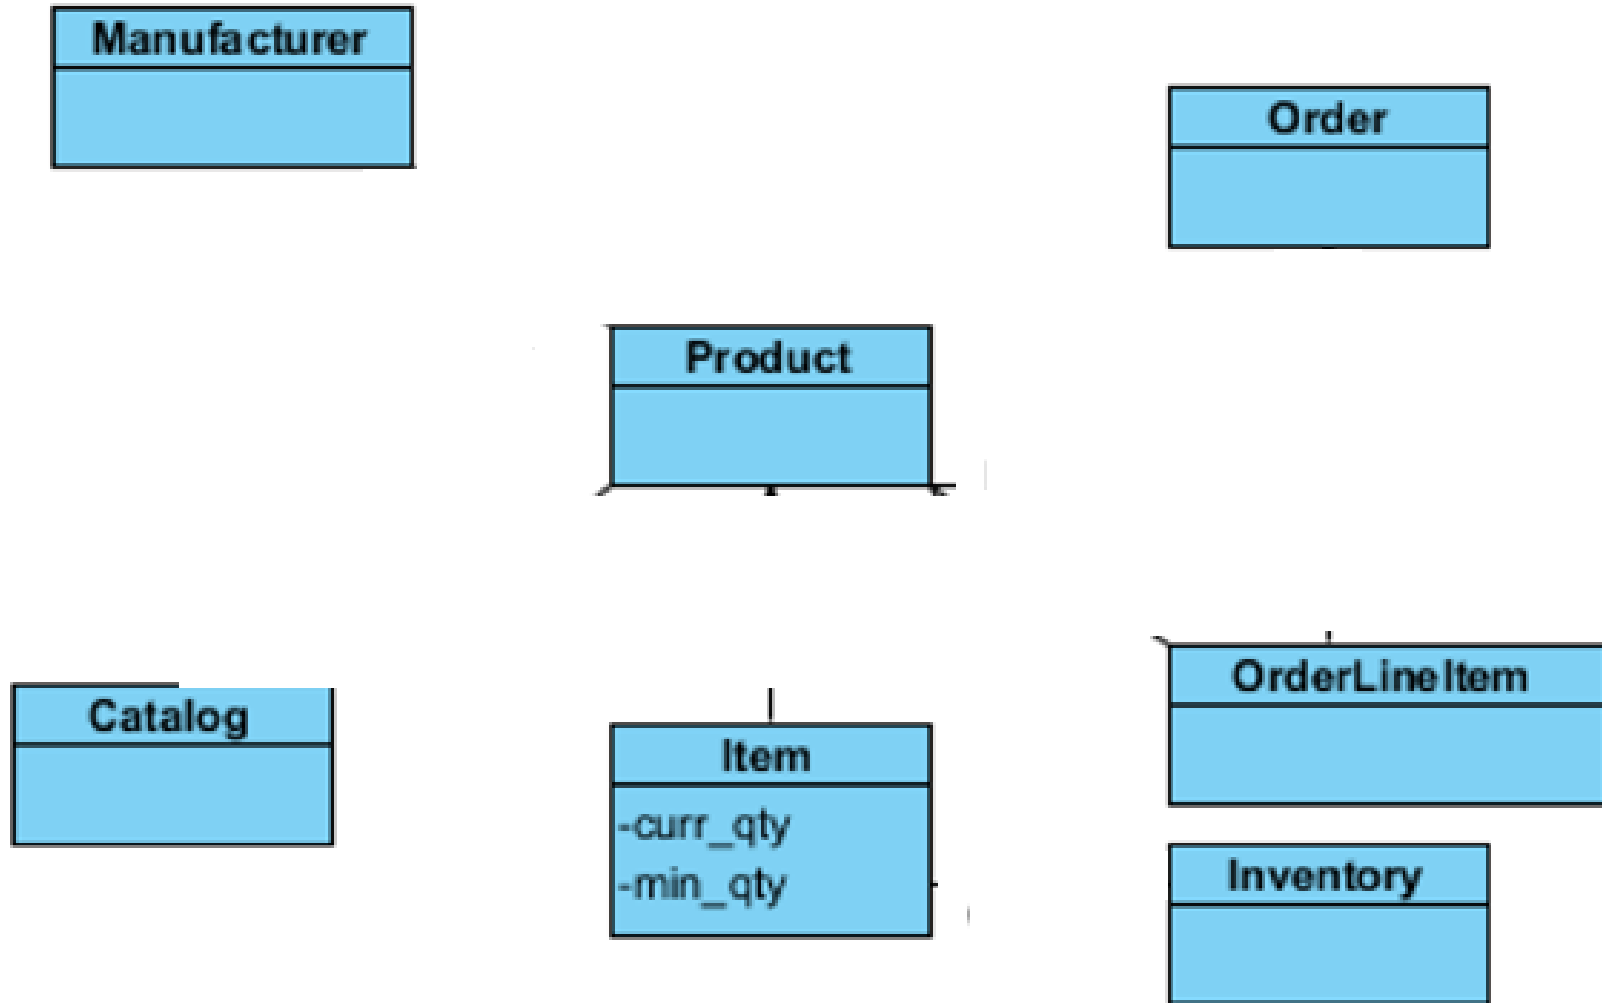 Manufacturer
Order
Product
Catalog
Item
-curr_qty
-min_qty
OrderLineItem
Inventory